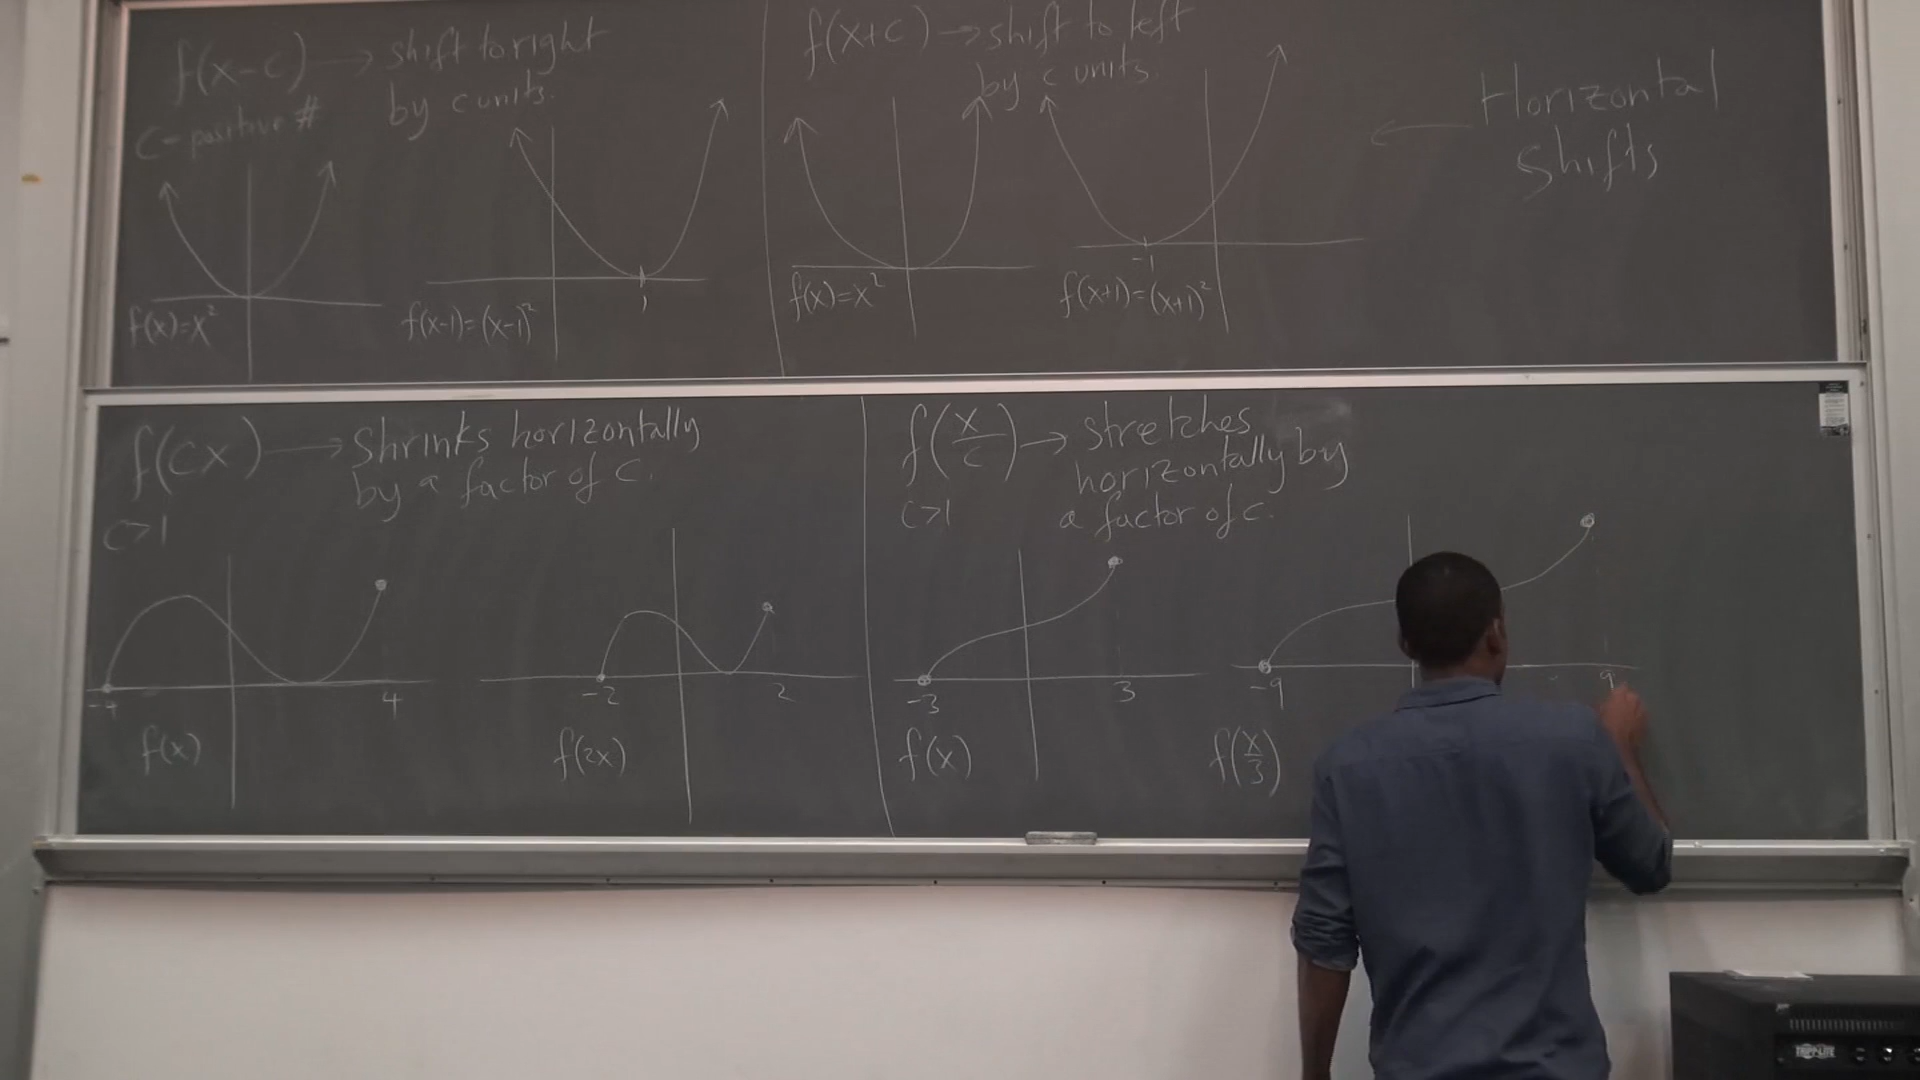 f(x-c) → shift to right
by c units.
c = positive #
f(x)=x²
f(x-1)=(x-1)²
1
f(x+c) → shift to left
by c units.
f(x)=x²
-1
f(x+1)=(x+1)²
← Horizontal
Shifts
f(cx) → Shrinks horizontally
by a factor of c.
c>1
-4
4
f(x)
-2
2
f(2x)
f(x/c) → stretches
horizontally by
a factor of c.
c>1
-3
3
f(x)
-9
9
f(x/3)
TRIPP-LITE